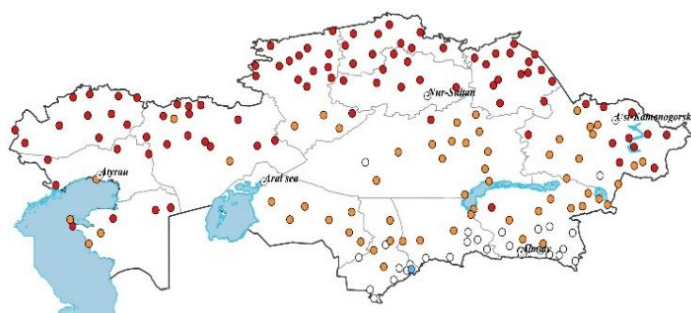 Nur-Sultan
Ust-Kamenogorsk
Atyrau
Aral sea
Almaty